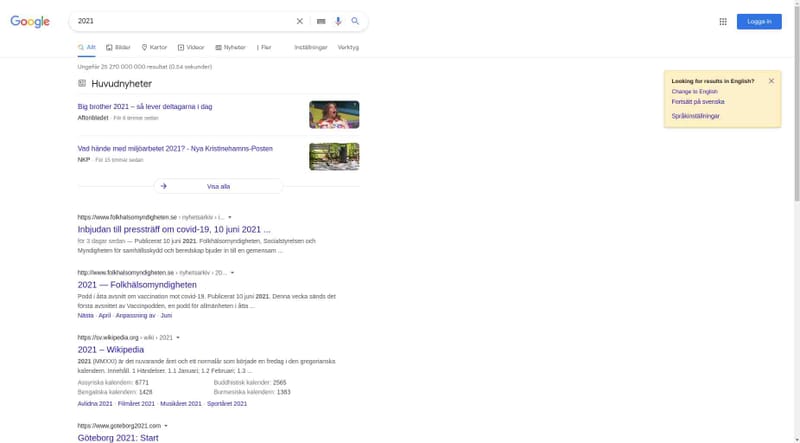 Google
2021
Logga in
Allt
Bilder
Kartor
Videor
Nyheter
Fler
Inställningar
Verktyg
Ungefär 25 270 000 000 resultat (0,54 sekunder)
Huvudnyheter
Looking for results in English?
Change to English
Fortsätt på svenska
Språkinställningar
Big brother 2021 – så lever deltagarna i dag
Aftonbladet · För 6 timmar sedan
Vad hände med miljöarbetet 2021? - Nya Kristinehamns-Posten
NKP · För 15 timmar sedan
Visa alla
https://www.folkhalsomyndigheten.se › nyhetsarkiv › i...
Inbjudan till pressträff om covid-19, 10 juni 2021 ...
för 3 dagar sedan — Publicerat 10 juni 2021. Folkhälsomyndigheten, Socialstyrelsen och
Myndigheten för samhällsskydd och beredskap bjuder in till en gemensam ...
http://www.folkhalsomyndigheten.se › nyhetsarkiv › 20...
2021 — Folkhälsomyndigheten
Podd i åtta avsnitt om vaccination mot covid-19. Publicerat 10 juni 2021. Denna vecka sänds det
första avsnittet av Vaccinpodden, en podd för allmänheten i åtta ...
Nästa · April · Anpassning av · Juni
https://sv.wikipedia.org › wiki › 2021
2021 – Wikipedia
2021 (MMXXI) är det nuvarande året och ett normalår som började en fredag i den gregorianska
kalendern. Innehåll. 1 Händelser. 1.1 Januari; 1.2 Februari; 1.3 ...
Assyriska kalendern: 6771
Buddhistisk kalender: 2565
Bengaliska kalendern: 1428
Burmesiska kalendern: 1383
Avlidna 2021 · Filmåret 2021 · Musikåret 2021 · Sportåret 2021
https://www.goteborg2021.com
Göteborg 2021: Start